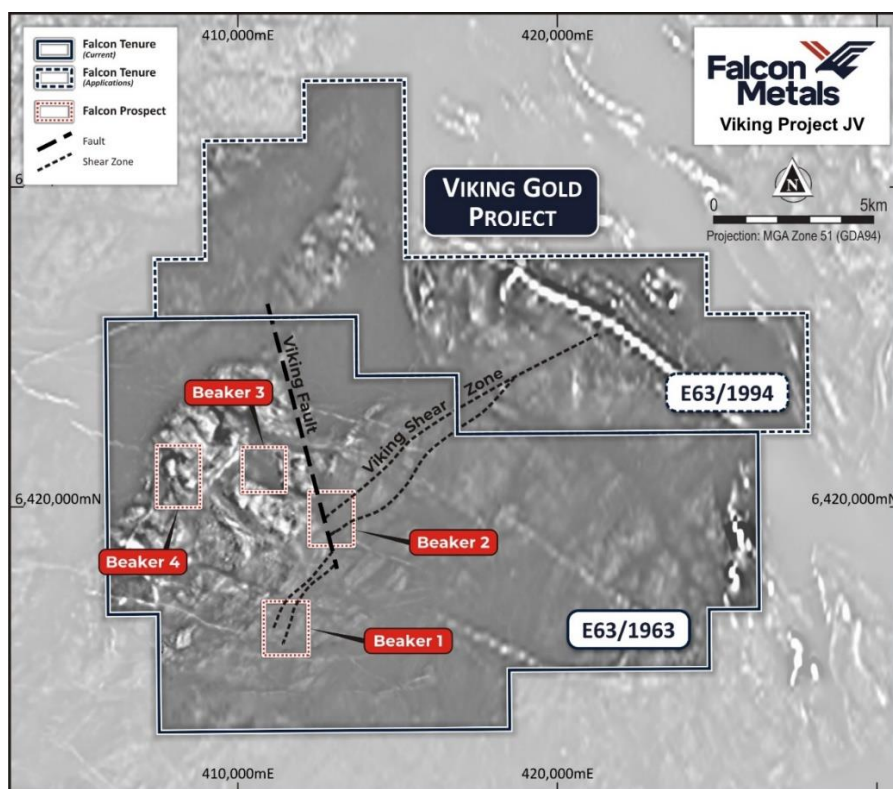 410,000mE
420,000mE
Falcon Tenure
(Current)
Falcon Tenure
(Applications)
Falcon Prospect
Fault
Shear Zone
Falcon
Metals
Viking Project JV
N
0
5km
Projection: MGA Zone 51 (GDA94)
VIKING GOLD
PROJECT
Viking Fault
Beaker 3
Viking Shear Zone
E63/1994
6,420,000mN
6,420,000mN
Beaker 4
Beaker 2
Beaker 1
E63/1963
410,000mE
420,000mE